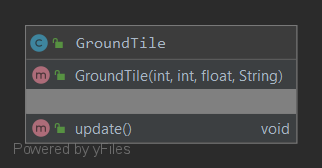 C GroundTile
m GroundTile(int, int, float, String)
m update() void
Powered by yFiles